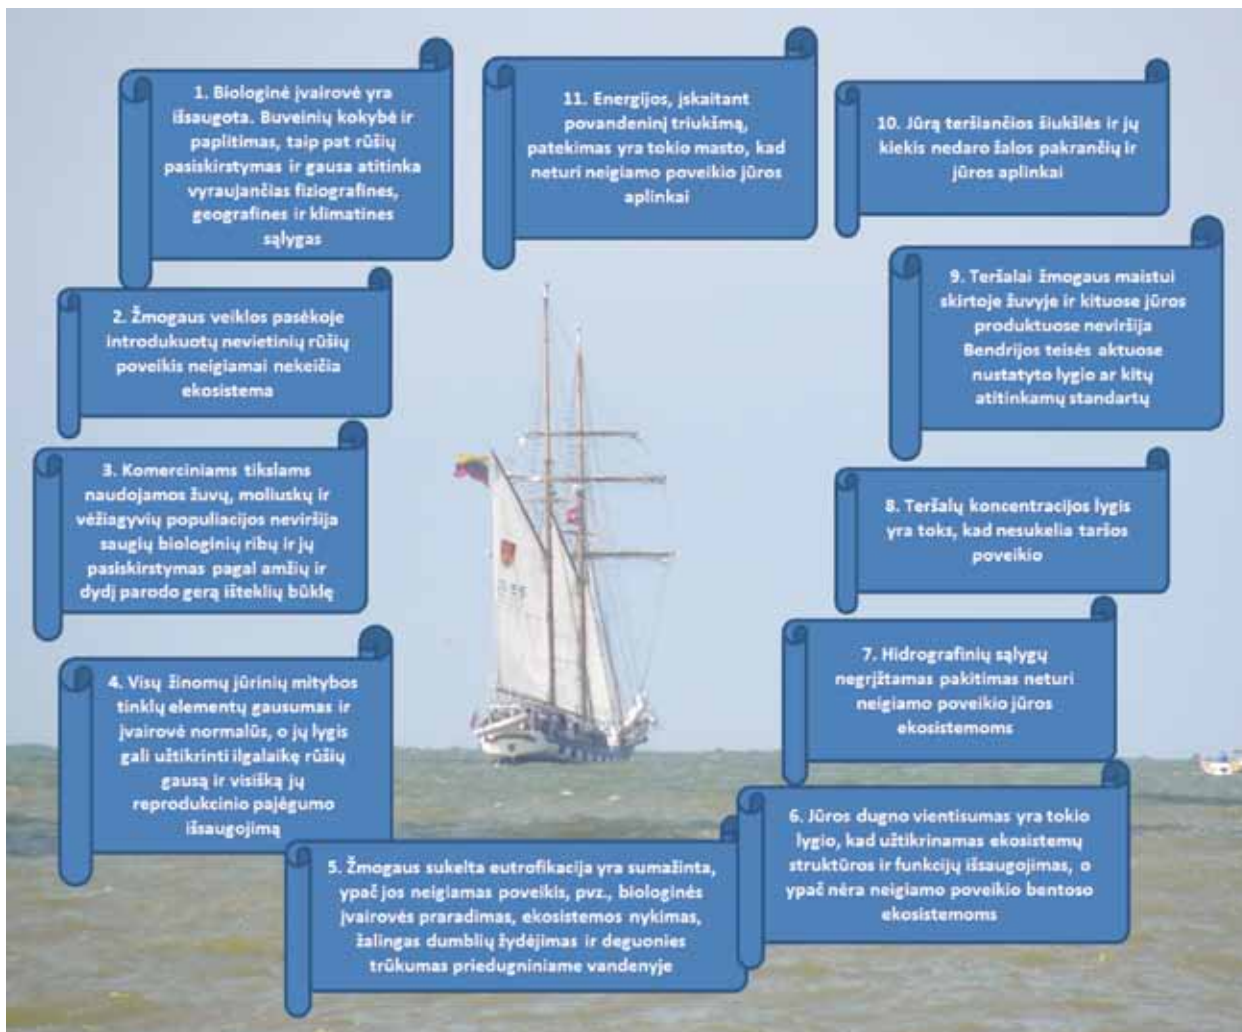 1. Biologinė įvairovė yra
išsaugota. Buveinių kokybė ir
paplitimas, taip pat rūšių
pasiskirstymas ir gausa atitinka
vyraujančias fiziografines,
geografines ir klimatines
sąlygas
2. Žmogaus veiklos pasėkoje
introdukuotų nevietinių rūšių
poveikis neigiamai nekeičia
ekosistema
3. Komerciniams tikslams
naudojamos žuvų, moliuskų ir
vėžiagyvių populiacijos neviršija
saugių biologinių ribų ir jų
pasiskirstymas pagal amžių ir
dydį parodo gerą išteklių būklę
4. Visų žinomų jūrinių mitybos
tinklų elementų gausumas ir
įvairovė normalūs, o jų lygis
gali užtikrinti ilgalaikę rūšių
gausą ir visišką jų
reprodukcinio pajėgumo
išsaugojimą
5. Žmogaus sukelta eutrofikacija yra sumažinta,
ypač jos neigiamas poveikis, pvz., biologinės
įvairovės praradimas, ekosistemos nykimas,
žalingas dumblių žydėjimas ir deguonies
trūkumas priedugniniame vandenyje
6. Jūros dugno vientisumas yra tokio
lygio, kad užtikrinamas ekosistemų
struktūros ir funkcijų išsaugojimas, o
ypač nėra neigiamo poveikio bentoso
ekosistemoms
7. Hidrografinių sąlygų
negrįžtamas pakitimas neturi
neigiamo poveikio jūros
ekosistemoms
8. Teršalų koncentracijos lygis
yra toks, kad nesukelia taršos
poveikio
9. Teršalai žmogaus maistui
skirtoje žuvyje ir kituose jūros
produktuose neviršija
Bendrijos teisės aktuose
nustatyto lygio ar kitų
atitinkamų standartų
10. Jūrą teršiančios šiukšlės ir jų
kiekis nedaro žalos pakrančių ir
jūros aplinkai
11. Energijos, įskaitant
povandeninį triukšmą,
patekimas yra tokio masto, kad
neturi neigiamo poveikio jūros
aplinkai